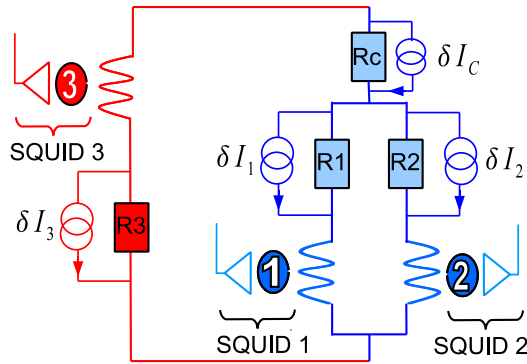 Rc
δI_C
3
SQUID 3
δI_1
R1
R2
δI_2
δI_3
R3
1
2
SQUID 1
SQUID 2